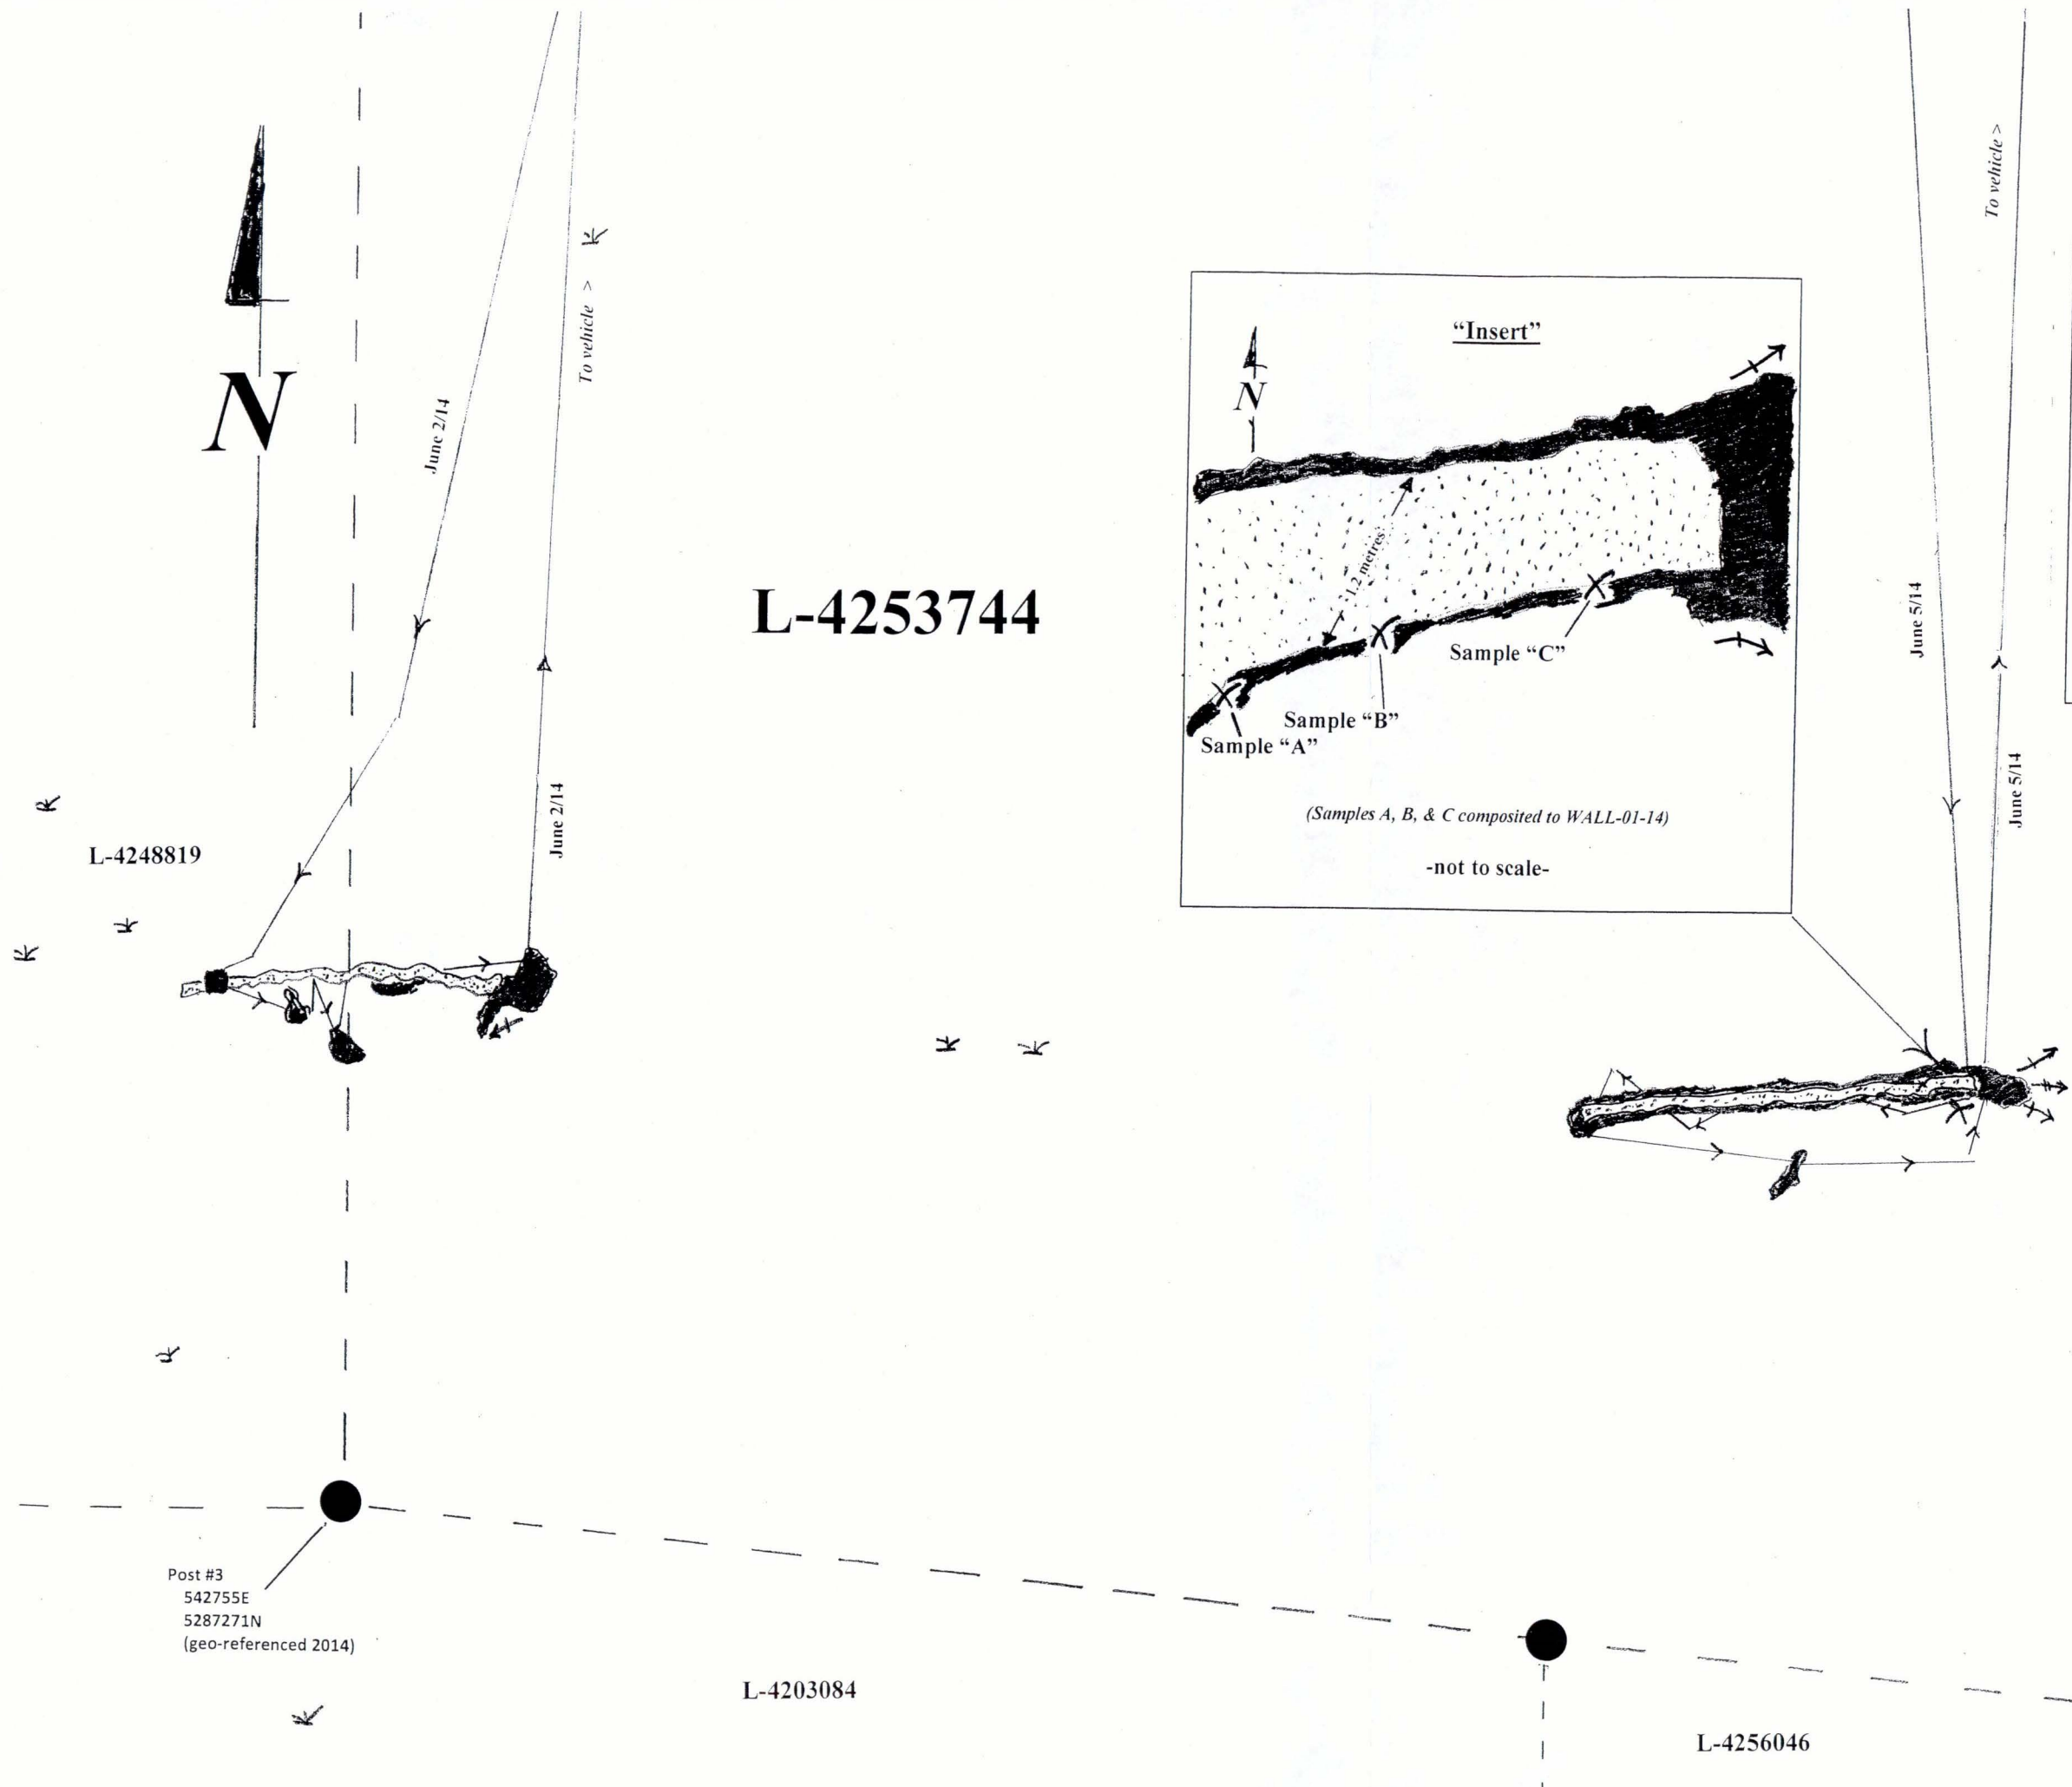 N
June 2/14
To vehicle >
June 2/14
L-4253744
L-4248819
"Insert"
N
1.2 metres
Sample "C"
Sample "B"
Sample "A"
(Samples A, B, & C composited to WALL-01-14)
-not to scale-
To vehicle >
June 5/14
June 5/14
Post #3
542755E
5287271N
(geo-referenced 2014)
L-4203084
L-4256046